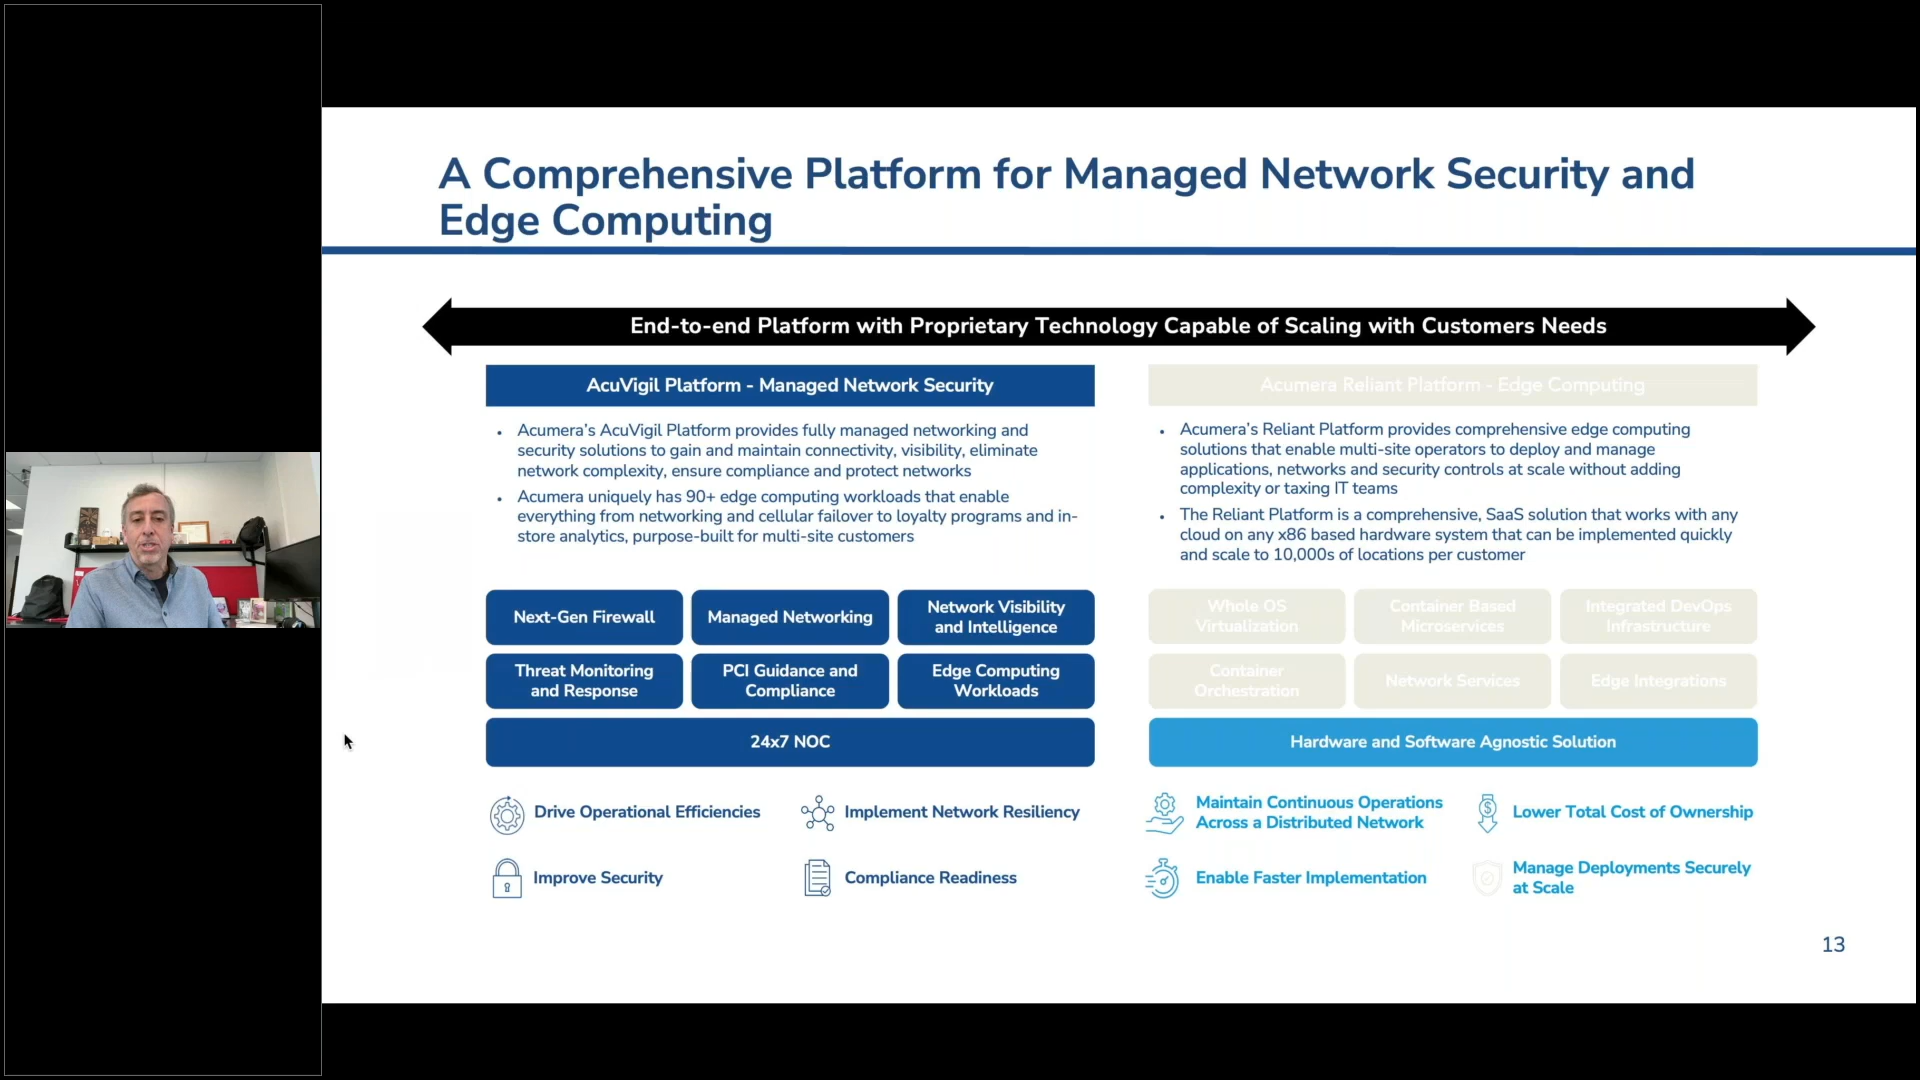 A Comprehensive Platform for Managed Network Security and
Edge Computing
End-to-end Platform with Proprietary Technology Capable of Scaling with Customers Needs
AcuVigil Platform - Managed Network Security
• Acumera's AcuVigil Platform provides fully managed networking and
security solutions to gain and maintain connectivity, visibility, eliminate
network complexity, ensure compliance and protect networks
• Acumera uniquely has 90+ edge computing workloads that enable
everything from networking and cellular failover to loyalty programs and in-
store analytics, purpose-built for multi-site customers
Next-Gen Firewall
Managed Networking
Network Visibility
and Intelligence
Threat Monitoring
and Response
PCI Guidance and
Compliance
Edge Computing
Workloads
24x7 NOC
Drive Operational Efficiencies
Implement Network Resiliency
Improve Security
Compliance Readiness
Acumera Reliant Platform - Edge Computing
• Acumera's Reliant Platform provides comprehensive edge computing
solutions that enable multi-site operators to deploy and manage
applications, networks and security controls at scale without adding
complexity or taxing IT teams
• The Reliant Platform is a comprehensive, SaaS solution that works with any
cloud on any x86 based hardware system that can be implemented quickly
and scale to 10,000s of locations per customer
Whole OS
Virtualization
Container Based
Microservices
Integrated DevOps
Infrastructure
Container
Orchestration
Network Services
Edge Integrations
Hardware and Software Agnostic Solution
Maintain Continuous Operations
Across a Distributed Network
Lower Total Cost of Ownership
Enable Faster Implementation
Manage Deployments Securely
at Scale
13